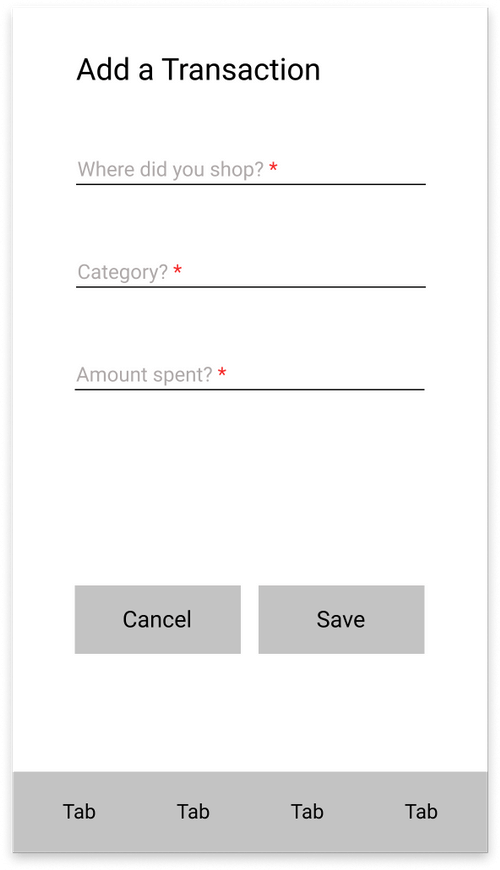 Add a Transaction
Where did you shop? *
Category? *
Amount spent? *
Cancel Save
Tab Tab Tab Tab